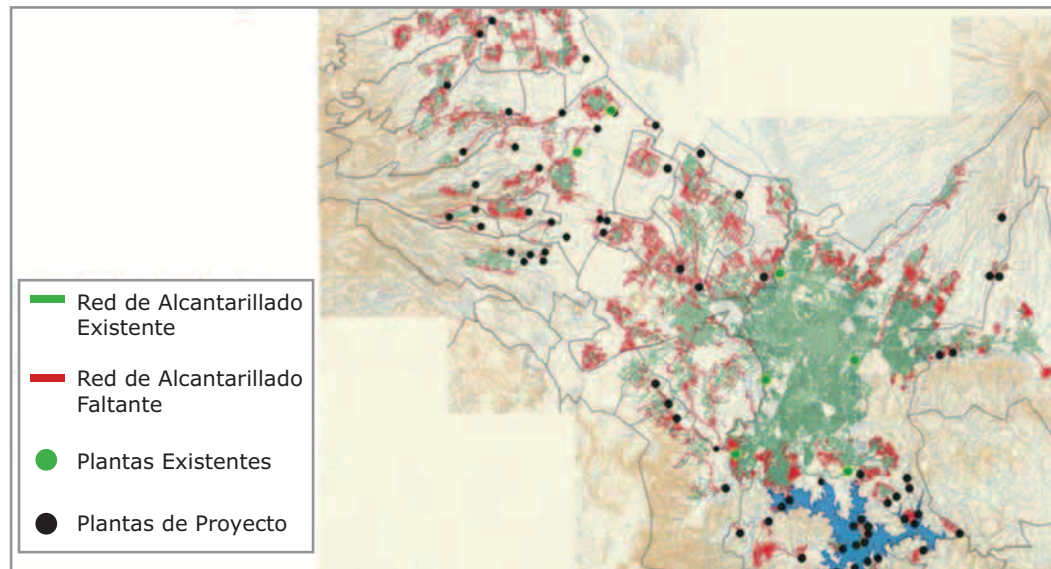 Red de Alcantarillado
Existente
Red de Alcantarillado
Faltante
Plantas Existentes
Plantas de Proyecto